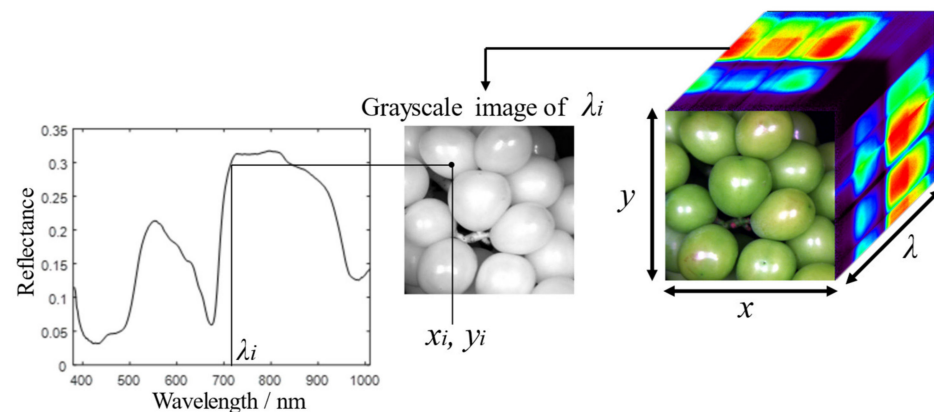 Grayscale image of λi
0.35
0.3
0.25
0.2
0.15
0.1
0.05
0
Reflectance
400 500 600 700 800 900 1000
λi
Wavelength / nm
xi, yi
y
x
λ